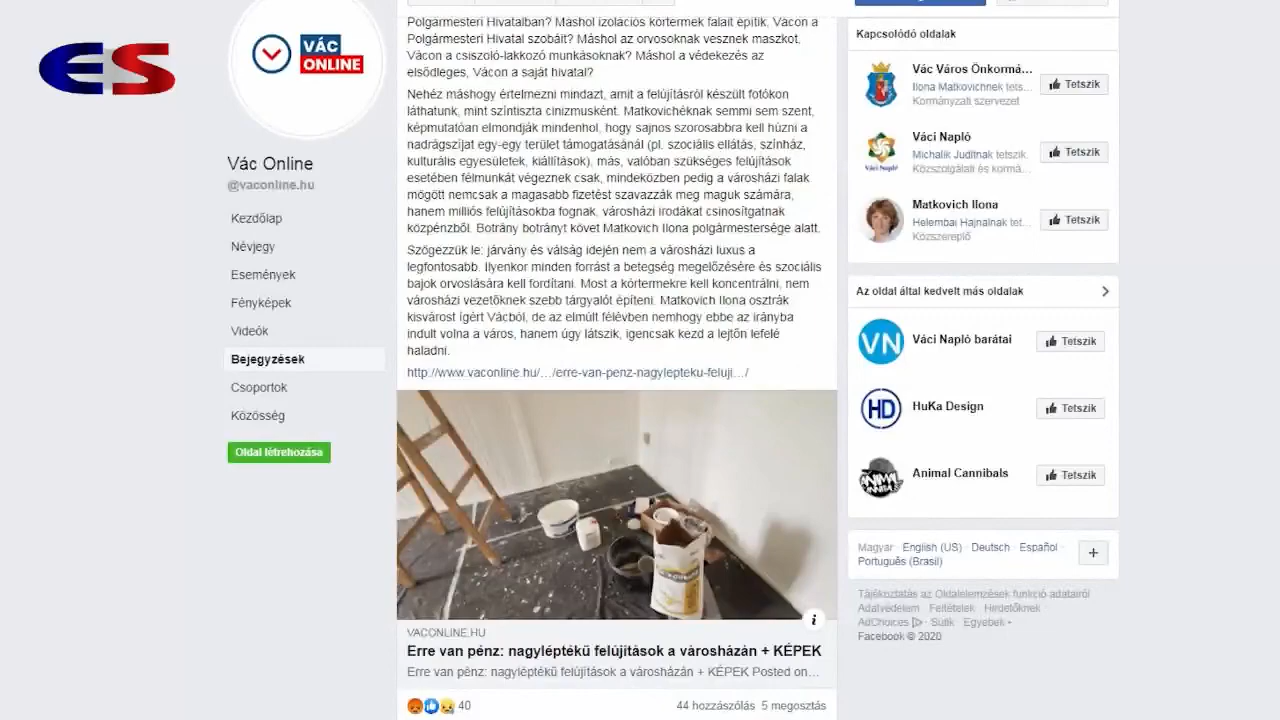 ES
VÁC
ONLINE
Vác Online
@vaconline.hu
Kezdőlap
Névjegy
Események
Fényképek
Videók
Bejegyzések
Csoportok
Közösség
Oldal létrehozása
Polgármesteri Hivatalban? Máshol izolációs kórtermek falait építik, Vácon a
Polgármesteri Hivatal szobáit? Máshol az orvosoknak vesznek maszkot,
Vácon a csiszoló-lakkozó munkásoknak? Máshol a védekezés az
elsődleges, Vácon a saját hivatal?
Nehéz máshogy értelmezni mindazt, amit a felújításról készült fotókon
láthatunk, mint színtiszta cinizmusként. Matkovichéknak semmi sem szent,
képmutatóan elmondják mindenhol, hogy sajnos szorosabbra kell húzni a
nadrágszíjat egy-egy terület támogatásánál (pl. szociális ellátás, színház,
kulturális egyesületek, kiállítások), más, valóban szükséges felújítások
esetében félmunkát végeznek csak, mindeközben pedig a városházi falak
mögött nemcsak a magasabb fizetést szavazzák meg maguk számára,
hanem milliós felújításokba fognak, városházi irodákat csinosítgatnak
közpénzből. Botrány botrányt követ Matkovich Ilona polgármestersége alatt.
Szögezzük le: járvány és válság idején nem a városházi luxus a
legfontosabb. Ilyenkor minden forrást a betegség megelőzésére és szociális
bajok orvoslására kell fordítani. Most a kórtermekre kell koncentrálni, nem
városházi vezetőknek szebb tárgyalót építeni. Matkovich Ilona osztrák
kisvárost ígért Vácból, de az elmúlt félévben nemhogy ebbe az irányba
indult volna a város, hanem úgy látszik, igencsak kezd a lejtőn lefelé
haladni.
http://www.vaconline.hu/.../erre-van-penz-nagylepteku-feluji.../
VACONLINE.HU
Erre van pénz: nagyléptékű felújítások a városházán + KÉPEK
Erre van pénz: nagyléptékű felújítások a városházán + KÉPEK Posted on...
40
44 hozzászólás 5 megosztás
Kapcsolódó oldalak
Vác Város Önkormá...
Ilona Matkovichnek tets...
Kormányzati szervezet
Tetszik
Váci Napló
Váci Napló
Michalik Juditnak tetszik.
Közszolgálati és kormá...
Tetszik
Matkovich Ilona
Helembai Hajnalnak tet...
Közszereplő
Tetszik
Az oldal által kedvelt más oldalak
VN
Váci Napló barátai
Tetszik
HD
HuKa Design
Tetszik
Animal Cannibals
Tetszik
Magyar · English (US) · Deutsch · Español ·
Português (Brasil)
Tájékoztatás az Oldalelemzések funkció adatairól
Adatvédelem · Feltételek · Hirdetőknek ·
AdChoices · Sütik · Egyebek
Facebook © 2020